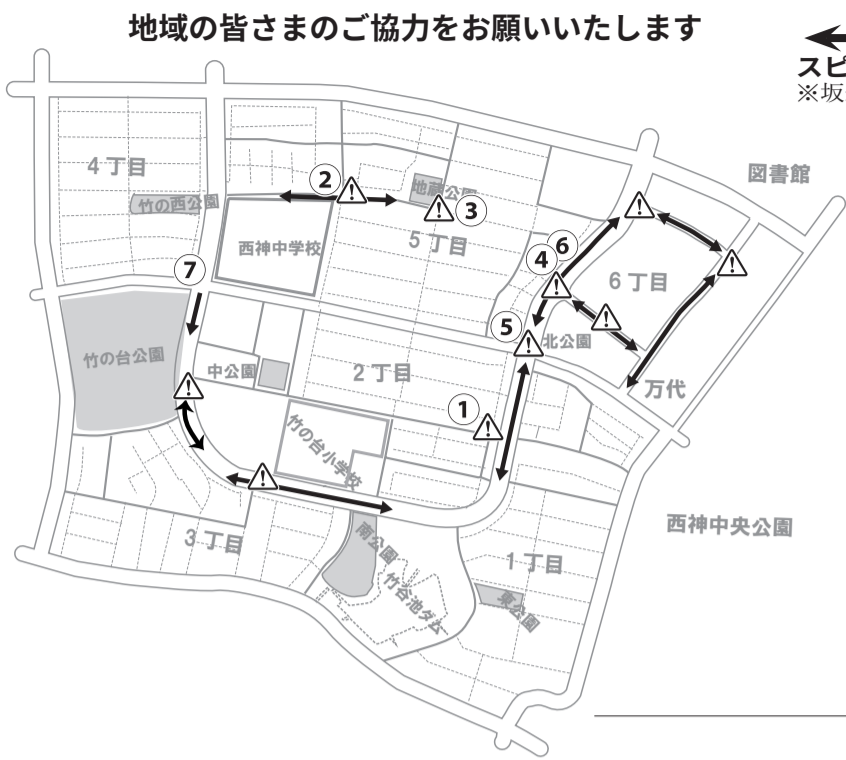 地域の皆さまのご協力をお願いいたします
スピ
※坂
図書館
4丁目
②
地蔵公園
③
竹の西公園
西神中学校
5丁目
⑥
④
6丁目
⑦
⑤
北公園
竹の台公園
中公園
2丁目
万代
①
竹の台小学校
西神中央公園
3丁目
南公園
1丁目
竹谷池ダム
東公園